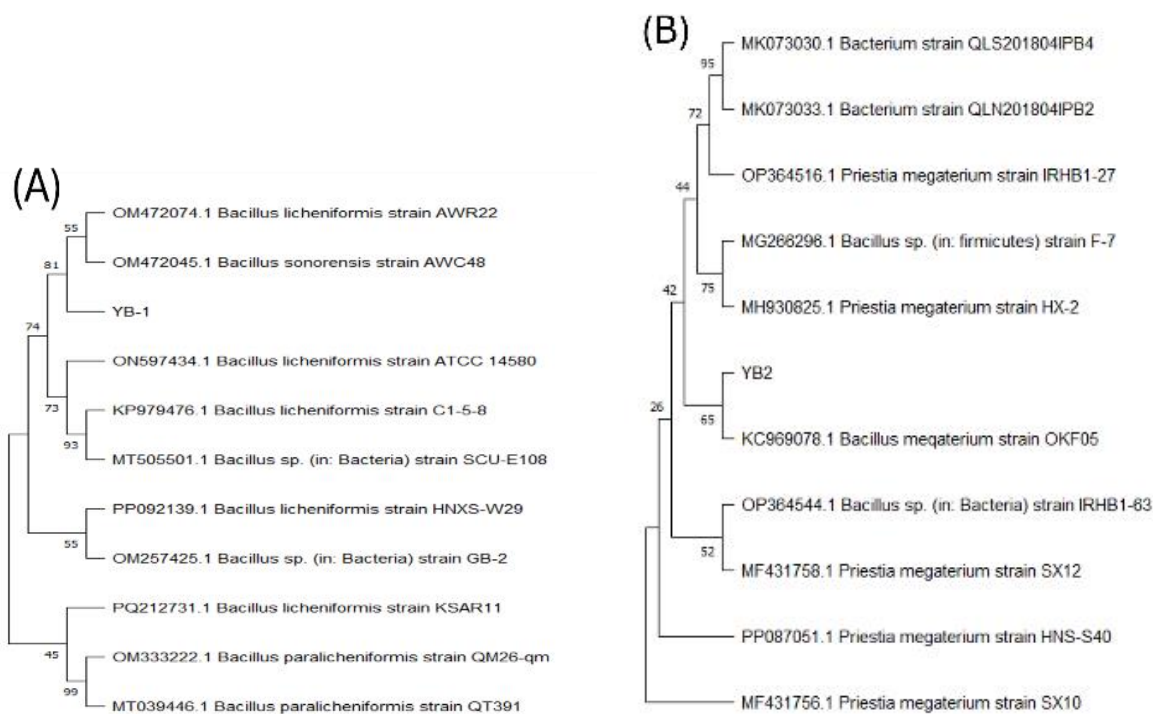 (A)
55
OM472074.1 Bacillus licheniformis strain AWR22
OM472045.1 Bacillus sonorensis strain AWC48
81
YB-1
74
ON597434.1 Bacillus licheniformis strain ATCC 14580
73
KP979476.1 Bacillus licheniformis strain C1-5-8
93
MT505501.1 Bacillus sp. (in: Bacteria) strain SCU-E108
PP092139.1 Bacillus licheniformis strain HNXS-W29
55
OM257425.1 Bacillus sp. (in: Bacteria) strain GB-2
PQ212731.1 Bacillus licheniformis strain KSAR11
45
OM333222.1 Bacillus paralicheniformis strain QM26-qm
99
MT039446.1 Bacillus paralicheniformis strain QT391
(B)
MK073030.1 Bacterium strain QLS201804IPB4
95
MK073033.1 Bacterium strain QLN201804IPB2
72
OP364516.1 Priestia megaterium strain IRHB1-27
44
MG266296.1 Bacillus sp. (in: firmicutes) strain F-7
75
MH930825.1 Priestia megaterium strain HX-2
42
YB2
26
65
KC969078.1 Bacillus meqaterium strain OKF05
OP364544.1 Bacillus sp. (in: Bacteria) strain IRHB1-63
52
MF431758.1 Priestia megaterium strain SX12
PP087051.1 Priestia megaterium strain HNS-S40
MF431756.1 Priestia megaterium strain SX10